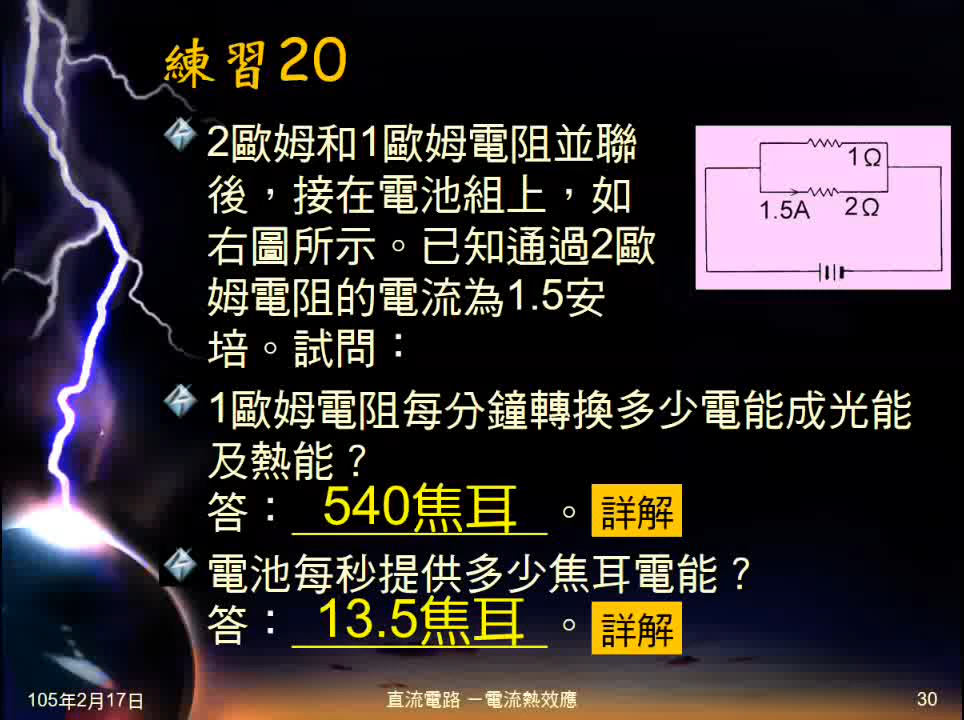 練習20
2歐姆和1歐姆電阻並聯
後，接在電池組上，如
右圖所示。已知通過2歐
姆電阻的電流為1.5安
培。試問：
1Ω
1.5A 2Ω
1歐姆電阻每分鐘轉換多少電能成光能
及熱能？
答：540焦耳。詳解
電池每秒提供多少焦耳電能？
答：13.5焦耳。詳解
105年2月17日 直流電路 －電流熱效應 30